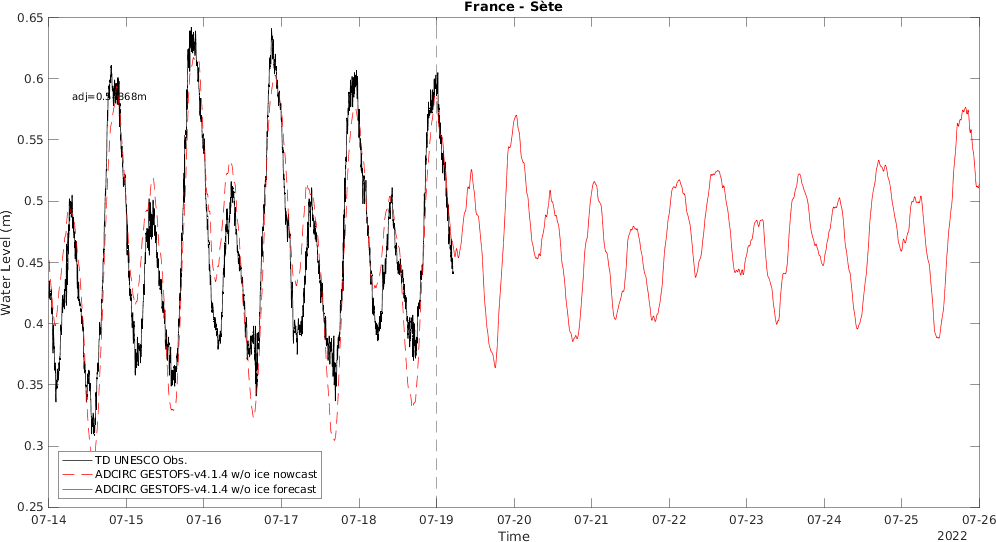 France - Sète
0.65
0.6
0.55
0.5
0.45
0.4
0.35
0.3
0.25
Water Level (m)
TD UNESCO Obs.
ADCIRC GESTOFS-v4.1.4 w/o ice nowcast
ADCIRC GESTOFS-v4.1.4 w/o ice forecast
07-14 07-15 07-16 07-17 07-18 07-19 07-20 07-21 07-22 07-23 07-24 07-25 07-26
Time
2022